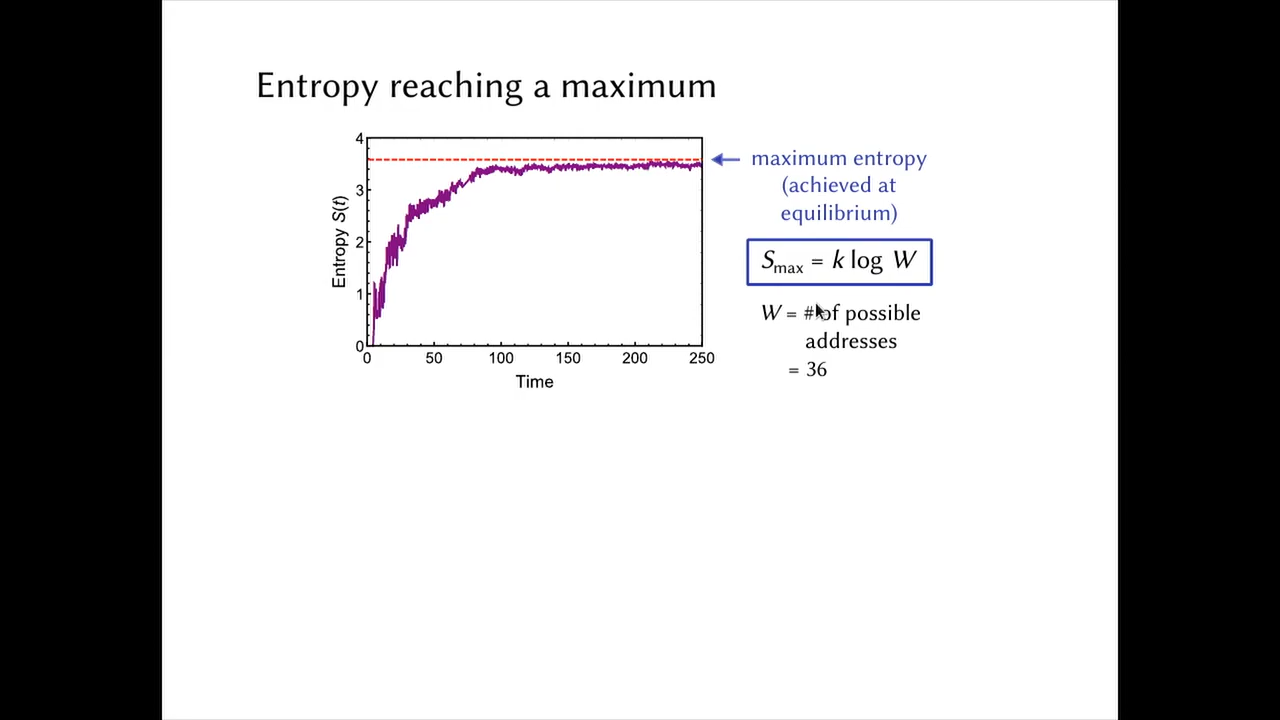 Entropy reaching a maximum
4
3
2
1
0
Entropy S(t)
0 50 100 150 200 250
Time
maximum entropy
(achieved at
equilibrium)
Smax = k log W
W = # of possible
addresses
= 36